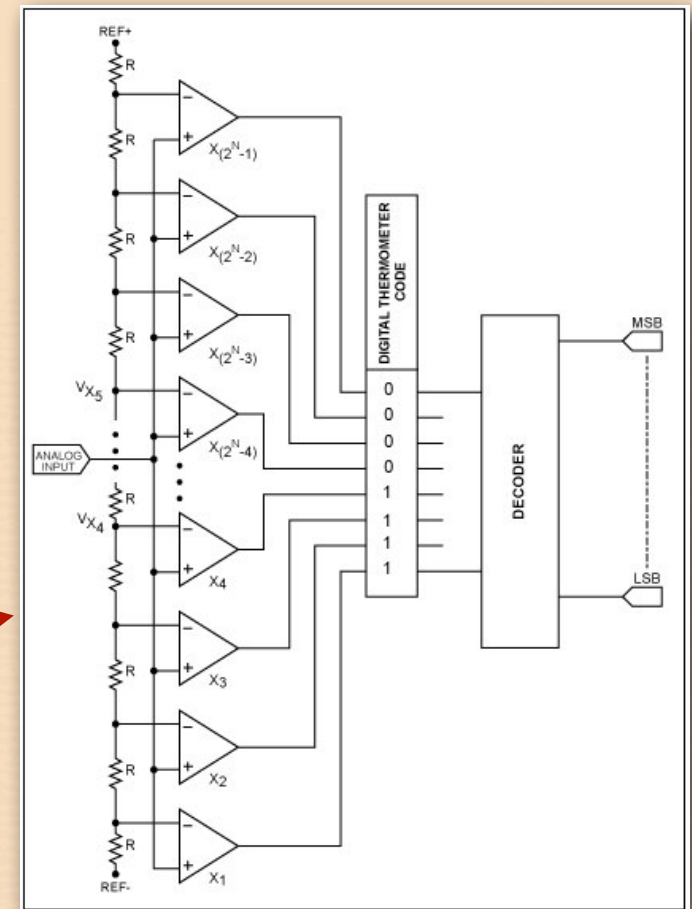 REF+
R
R
R
R
R
R
R
R
−
+
X(2^N-1)
−
+
X(2^N-2)
−
+
X(2^N-3)
−
+
X(2^N-4)
−
+
X4
−
+
X3
−
+
X2
−
+
X1
VX5
ANALOG
INPUT
VX4
REF-
DIGITAL THERMOMETER
CODE
0
0
0
0
1
1
1
1
DECODER
MSB
LSB